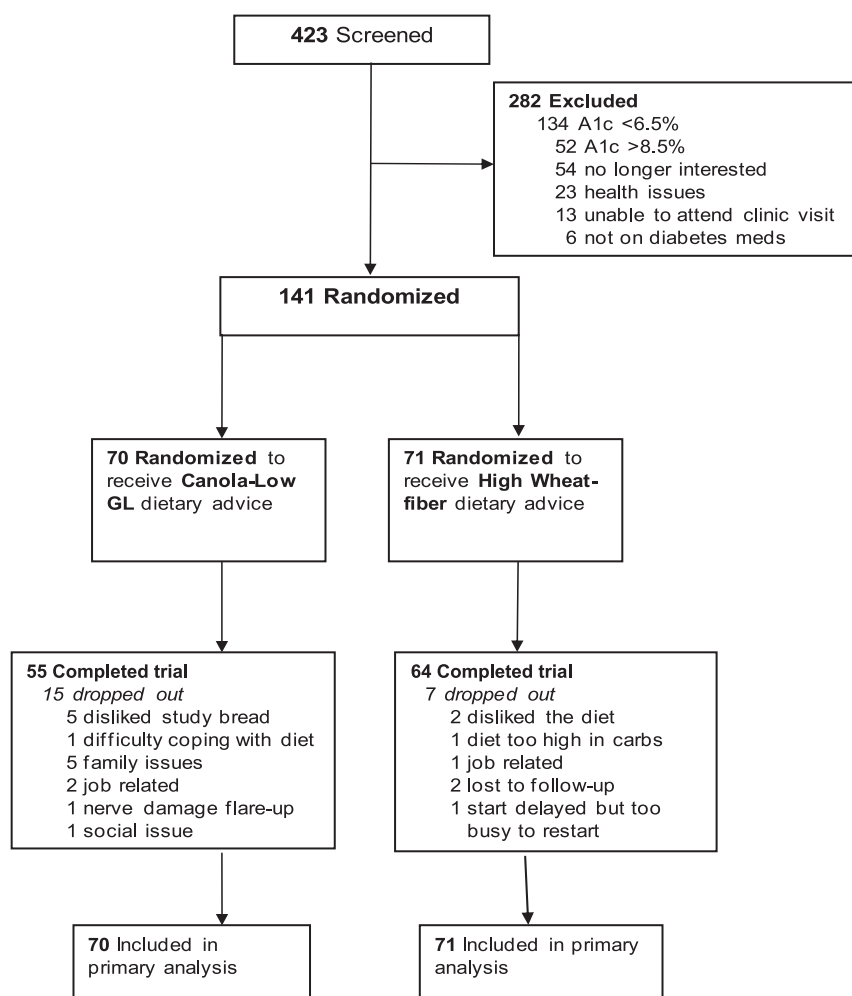 423 Screened
282 Excluded
134 A1c <6.5%
52 A1c >8.5%
54 no longer interested
23 health issues
13 unable to attend clinic visit
6 not on diabetes meds
141 Randomized
70 Randomized to
receive Canola-Low
GL dietary advice
71 Randomized to
receive High Wheat-
fiber dietary advice
55 Completed trial
15 dropped out
5 disliked study bread
1 difficulty coping with diet
5 family issues
2 job related
1 nerve damage flare-up
1 social issue
64 Completed trial
7 dropped out
2 disliked the diet
1 diet too high in carbs
1 job related
2 lost to follow-up
1 start delayed but too
busy to restart
70 Included in
primary analysis
71 Included in primary
analysis